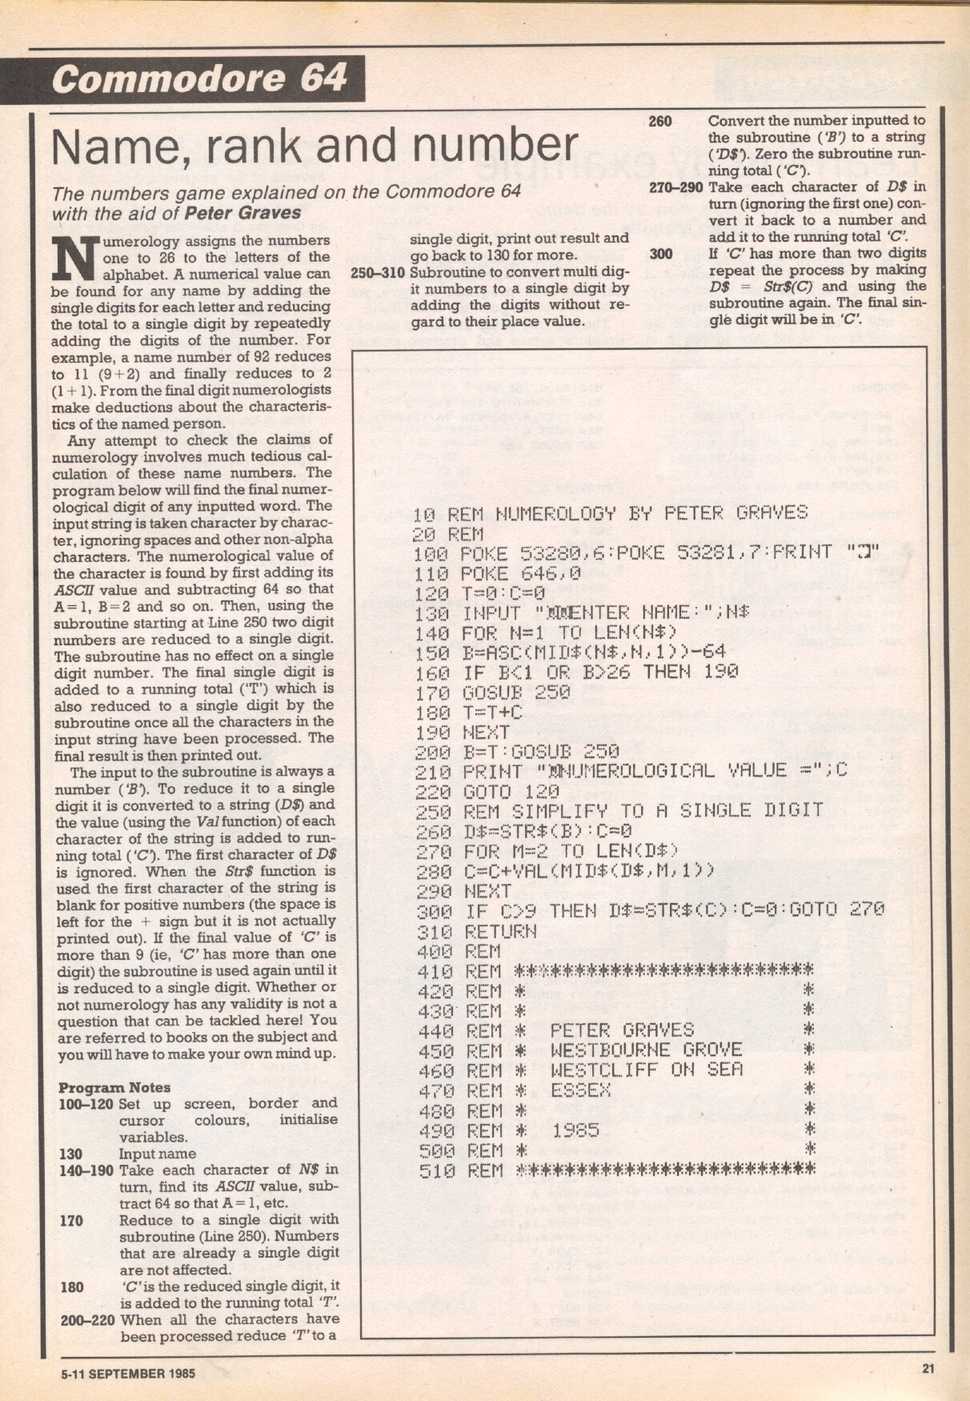 Commodore 64
Name, rank and number
The numbers game explained on the Commodore 64
with the aid of Peter Graves
Numerology assigns the numbers
one to 26 to the letters of the
alphabet. A numerical value can
be found for any name by adding the
single digits for each letter and reducing
the total to a single digit by repeatedly
adding the digits of the number. For
example, a name number of 92 reduces
to 11 (9+2) and finally reduces to 2
(1+1). From the final digit numerologists
make deductions about the characteris-
tics of the named person.
Any attempt to check the claims of
numerology involves much tedious cal-
culation of these name numbers. The
program below will find the final numer-
ological digit of any inputted word. The
input string is taken character by charac-
ter, ignoring spaces and other non-alpha
characters. The numerological value of
the character is found by first adding its
ASCII value and subtracting 64 so that
A=1, B=2 and so on. Then, using the
subroutine starting at Line 250 two digit
numbers are reduced to a single digit.
The subroutine has no effect on a single
digit number. The final single digit is
added to a running total ('T') which is
also reduced to a single digit by the
subroutine once all the characters in the
input string have been processed. The
final result is then printed out.
The input to the subroutine is always a
number ('B'). To reduce it to a single
digit it is converted to a string (D$) and
the value (using the Val function) of each
character of the string is added to run-
ning total ('C'). The first character of D$
is ignored. When the Str$ function is
used the first character of the string is
blank for positive numbers (the space is
left for the + sign but it is not actually
printed out). If the final value of 'C' is
more than 9 (ie, 'C' has more than one
digit) the subroutine is used again until it
is reduced to a single digit. Whether or
not numerology has any validity is not a
question that can be tackled here! You
are referred to books on the subject and
you will have to make your own mind up.
Program Notes
100–120 Set up screen, border and
cursor colours, initialise
variables.
130 Input name
140–190 Take each character of N$ in
turn, find its ASCII value, sub-
tract 64 so that A=1, etc.
170 Reduce to a single digit with
subroutine (Line 250). Numbers
that are already a single digit
are not affected.
180 'C' is the reduced single digit, it
is added to the running total 'T'.
200–220 When all the characters have
been processed reduce 'T' to a
single digit, print out result and
go back to 130 for more.
250–310 Subroutine to convert multi dig-
it numbers to a single digit by
adding the digits without re-
gard to their place value.
260 Convert the number inputted to
the subroutine ('B') to a string
('D$'). Zero the subroutine run-
ning total ('C').
270–290 Take each character of D$ in
turn (ignoring the first one) con-
vert it back to a number and
add it to the running total 'C'.
300 If 'C' has more than two digits
repeat the process by making
D$ = Str$(C) and using the
subroutine again. The final sin-
gle digit will be in 'C'.
10 REM NUMEROLOGY BY PETER GRAVES
20 REM
100 POKE 53280,6:POKE 53281,7:PRINT ""
110 POKE 646,0
120 T=0:C=0
130 INPUT "ENTER NAME:";N$
140 FOR N=1 TO LEN(N$)
150 B=ASC(MID$(N$,N,1))-64
160 IF B<1 OR B>26 THEN 190
170 GOSUB 250
180 T=T+C
190 NEXT
200 B=T:GOSUB 250
210 PRINT "NUMEROLOGICAL VALUE =";C
220 GOTO 120
250 REM SIMPLIFY TO A SINGLE DIGIT
260 D$=STR$(B):C=0
270 FOR M=2 TO LEN(D$)
280 C=C+VAL(MID$(D$,M,1))
290 NEXT
300 IF C>9 THEN D$=STR$(C):C=0:GOTO 270
310 RETURN
400 REM
410 REM *************************
420 REM * *
430 REM * *
440 REM * PETER GRAVES *
450 REM * WESTBOURNE GROVE *
460 REM * WESTCLIFF ON SEA *
470 REM * ESSEX *
480 REM * *
490 REM * 1985 *
500 REM * *
510 REM *************************
5-11 SEPTEMBER 1985
21